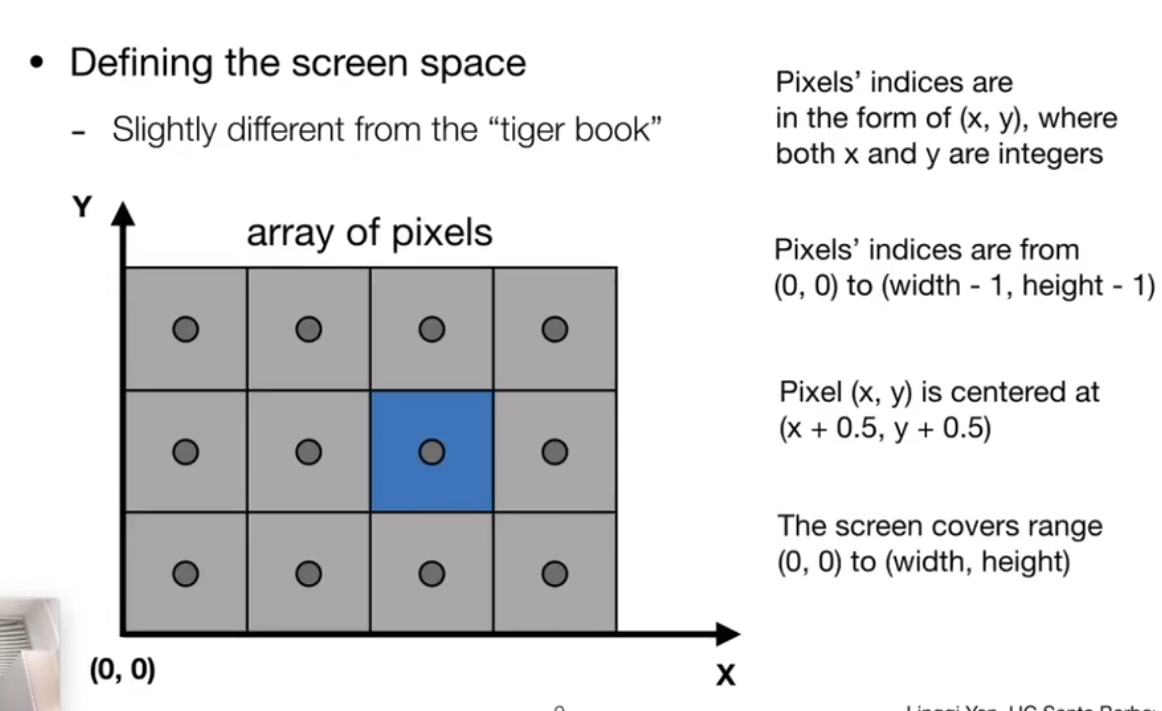 • Defining the screen space
- Slightly different from the “tiger book”
Y
array of pixels
(0, 0)
X
Pixels’ indices are
in the form of (x, y), where
both x and y are integers
Pixels’ indices are from
(0, 0) to (width - 1, height - 1)
Pixel (x, y) is centered at
(x + 0.5, y + 0.5)
The screen covers range
(0, 0) to (width, height)